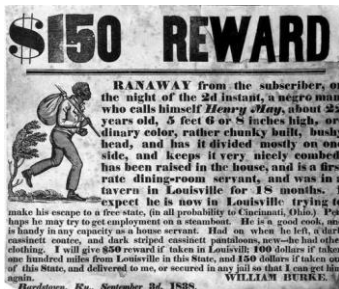 $150 REWARD
RANAWAY from the subscriber, on
the night of the 2d instant, a negro man,
who calls himself Henry May, about 22
years old, 5 feet 6 or 8 inches high, or-
dinary color, rather chunky built, bushy
head, and has it divided mostly on one
side, and keeps it very nicely combed;
has been raised in the house, and is a first
rate dining-room servant, and was in a
tavern in Louisville for 18 months. I
expect he is now in Louisville trying to
make his escape to a free state, (in all probability to Cincinnati, Ohio.) Per-
haps he may try to get employment on a steamboat. He is a good cook, and
is handy in any capacity as a house servant. Had on when he left, a dark
cassinett coatee, and dark striped cassinett pantaloons, new--he had other
clothing. I will give $50 reward if taken in Louisvill; 100 dollars if taken
one hundred miles from Louisville in this State, and 150 dollars if taken out
of this State, and delivered to me, or secured in any jail so that I can get him
again. WILLIAM BURKE.
Bardstown, Ky., September 3d, 1838.